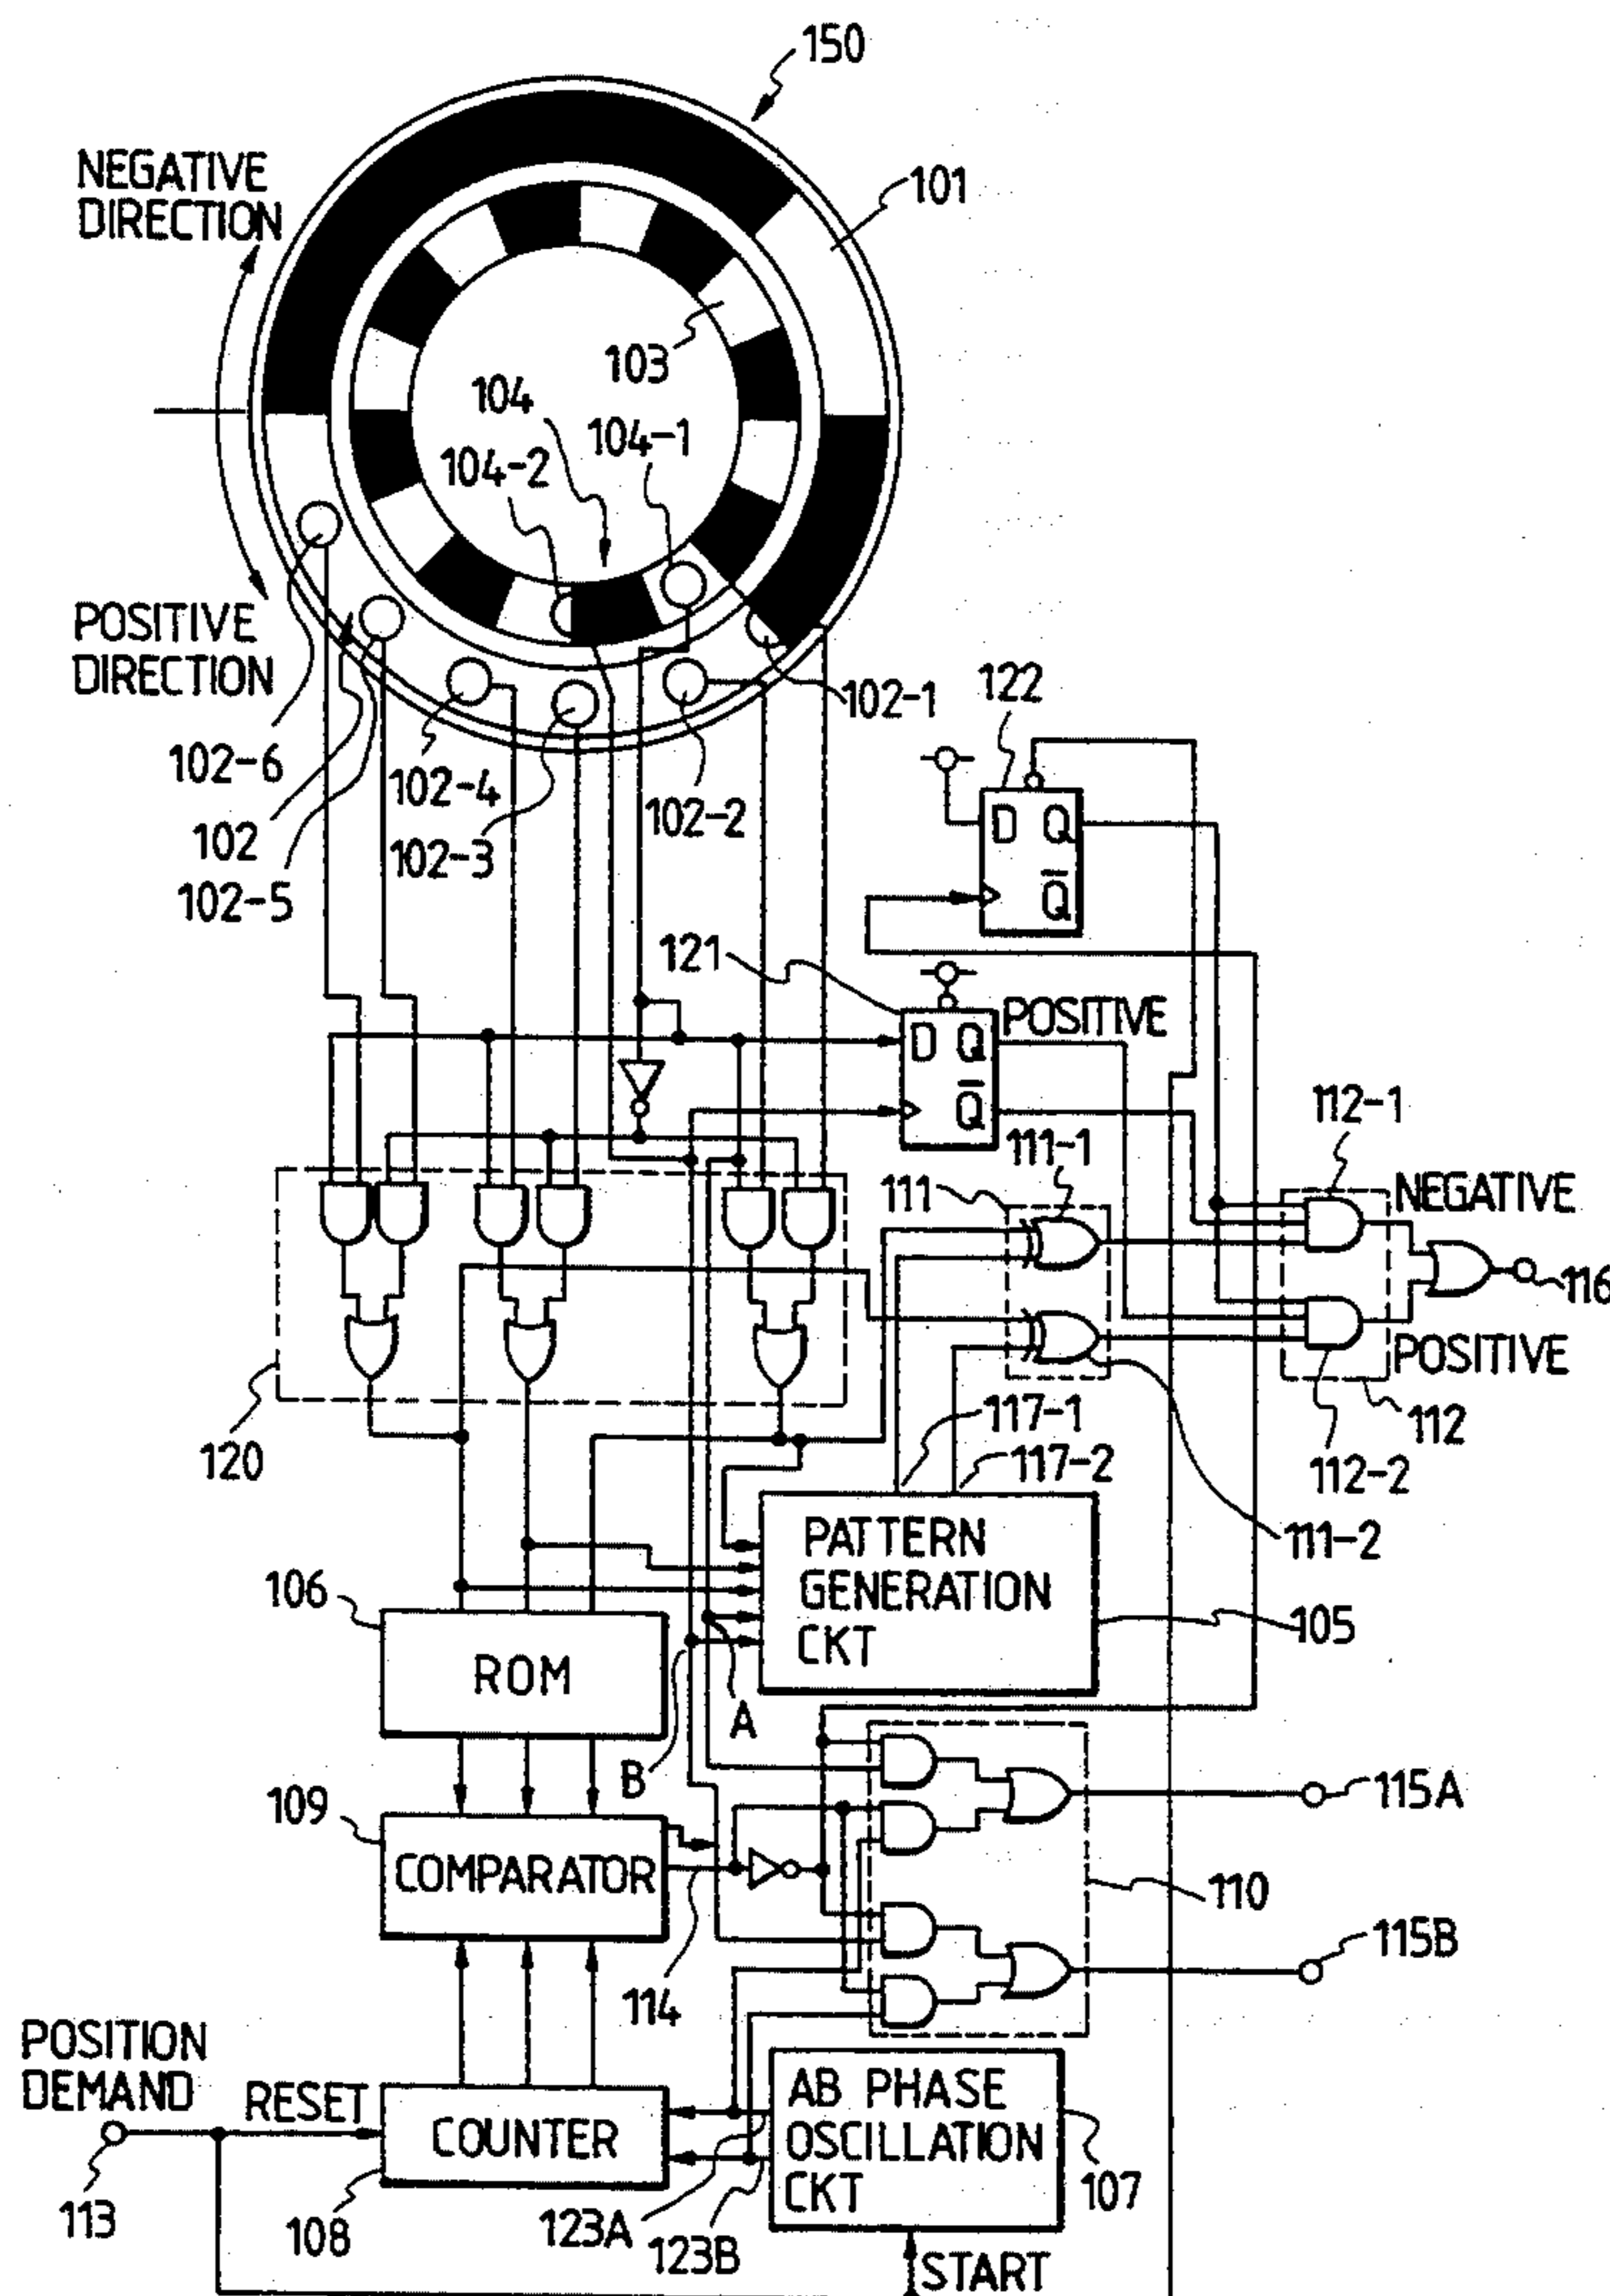 150
NEGATIVE
DIRECTION
101
103
104
104-1
104-2
POSITIVE
DIRECTION
102-1
122
102-6
102-4
102-2
102
102-3
102-5
D Q
Q̅
121
POSITIVE
D Q
Q̅
112-1
111-1
111
NEGATIVE
116
POSITIVE
117-1
112
120
117-2
112-2
PATTERN
GENERATION
CKT
111-2
106
105
ROM
A
B
109
115A
COMPARATOR
110
115B
114
POSITION
DEMAND
RESET
AB PHASE
OSCILLATION
CKT
COUNTER
107
113
108
123A
123B
START